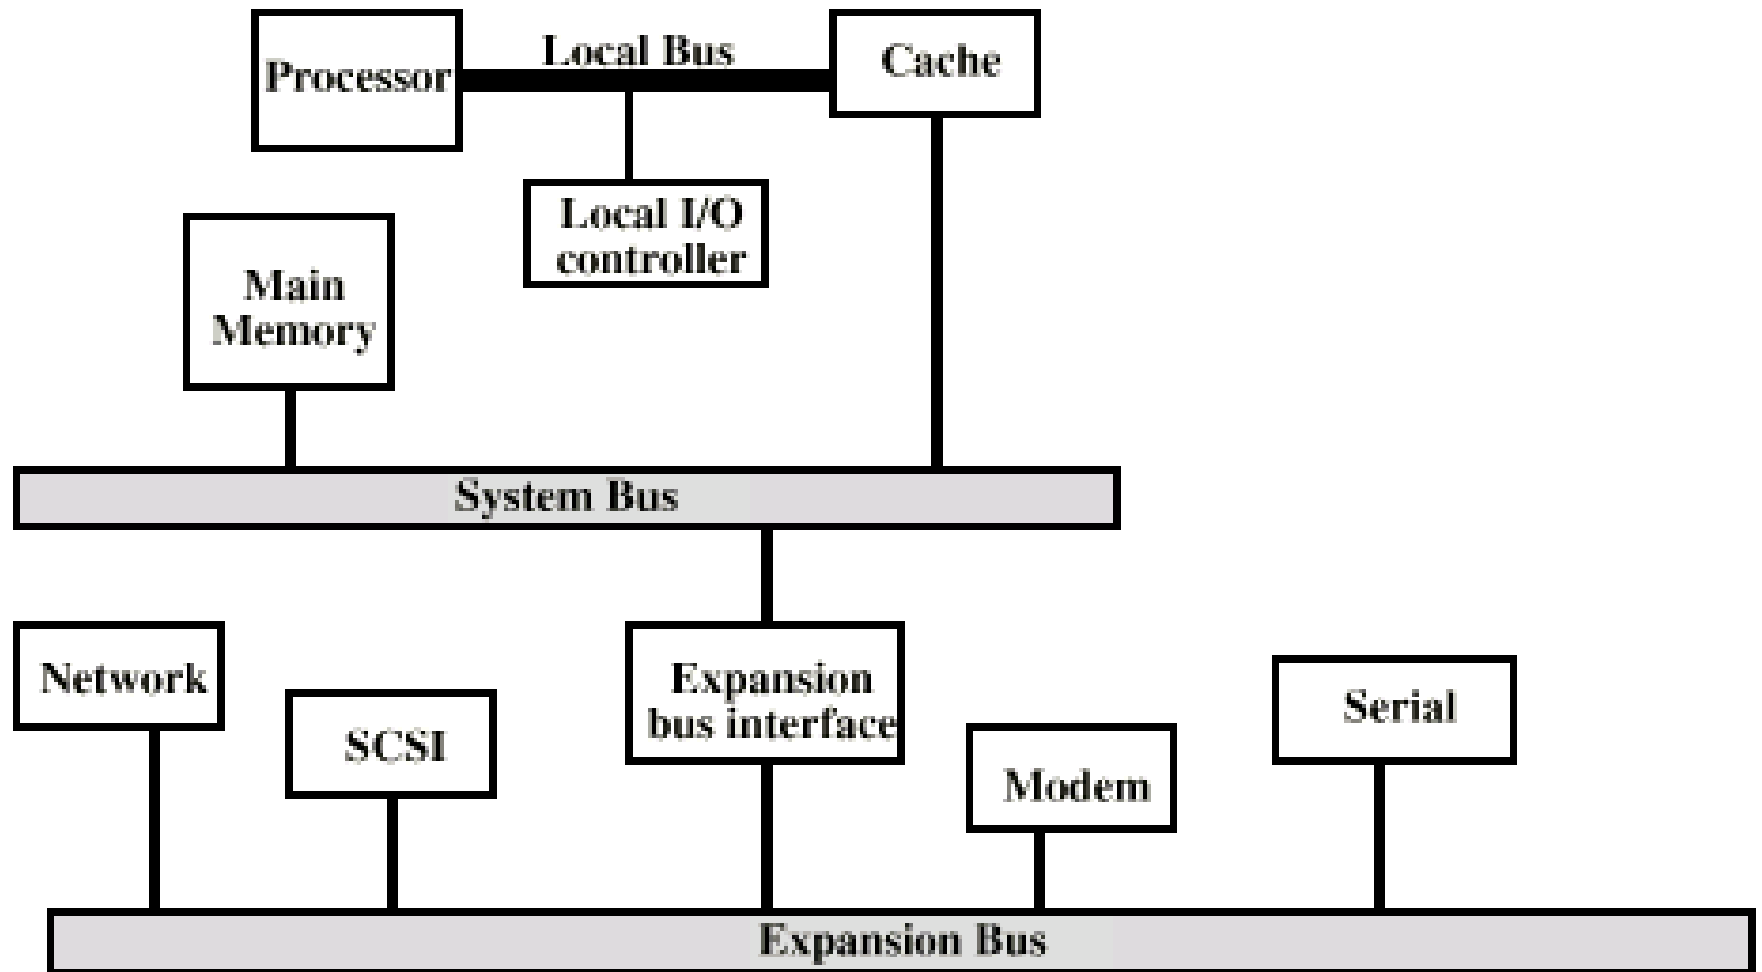 Processor
Local Bus
Cache
Local I/O
controller
Main
Memory
System Bus
Network
SCSI
Expansion
bus interface
Modem
Serial
Expansion Bus